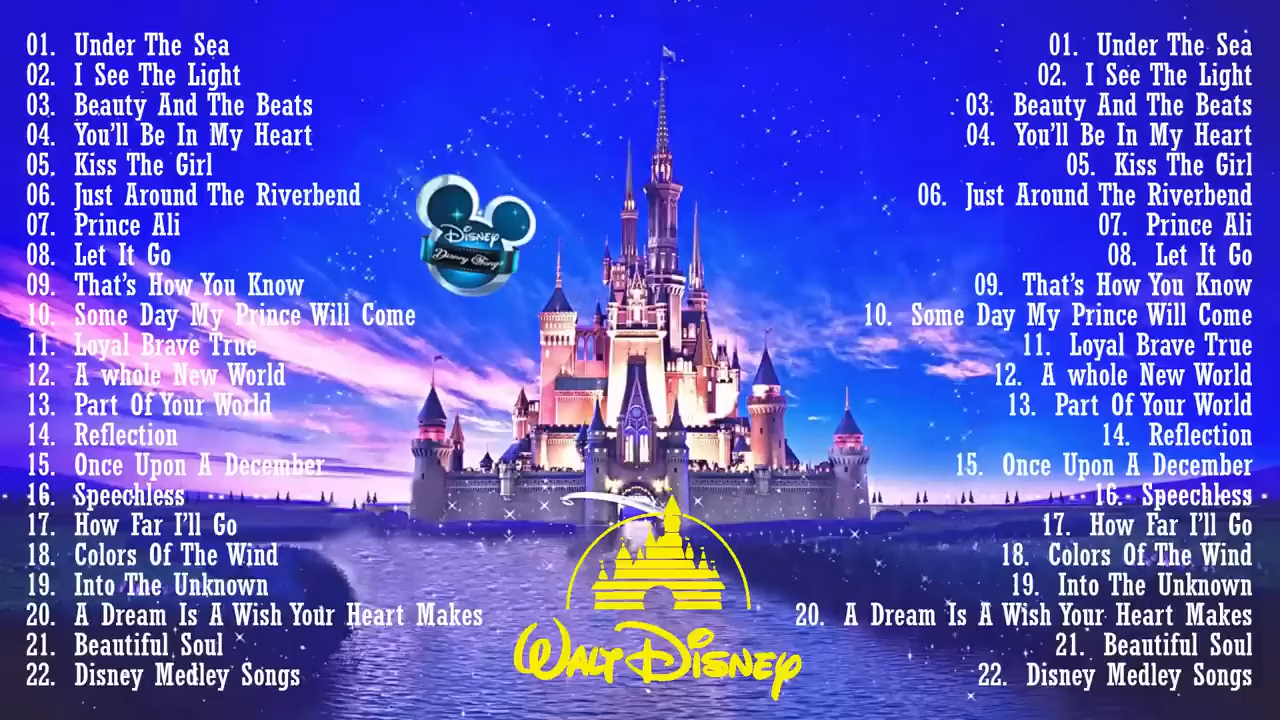 01. Under The Sea
02. I See The Light
03. Beauty And The Beats
04. You'll Be In My Heart
05. Kiss The Girl
06. Just Around The Riverbend
07. Prince Ali
08. Let It Go
09. That's How You Know
10. Some Day My Prince Will Come
11. Loyal Brave True
12. A whole New World
13. Part Of Your World
14. Reflection
15. Once Upon A December
16. Speechless
17. How Far I'll Go
18. Colors Of The Wind
19. Into The Unknown
20. A Dream Is A Wish Your Heart Makes
21. Beautiful Soul
22. Disney Medley Songs
Disney
Disney Songs
Walt Disney
01. Under The Sea
02. I See The Light
03. Beauty And The Beats
04. You'll Be In My Heart
05. Kiss The Girl
06. Just Around The Riverbend
07. Prince Ali
08. Let It Go
09. That's How You Know
10. Some Day My Prince Will Come
11. Loyal Brave True
12. A whole New World
13. Part Of Your World
14. Reflection
15. Once Upon A December
16. Speechless
17. How Far I'll Go
18. Colors Of The Wind
19. Into The Unknown
20. A Dream Is A Wish Your Heart Makes
21. Beautiful Soul
22. Disney Medley Songs